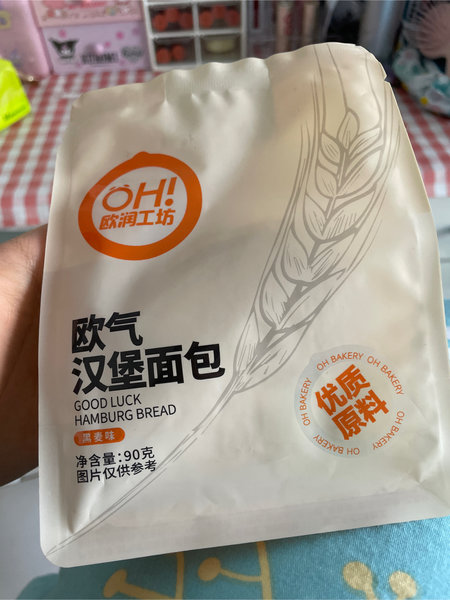 OH!
欧润工坊
欧气
汉堡面包
GOOD LUCK
HAMBURG BREAD
黑麦味
净含量:90克
图片仅供参考
OH BAKERY OH BAKERY OH BAKERY OH BAKERY
优质
原料